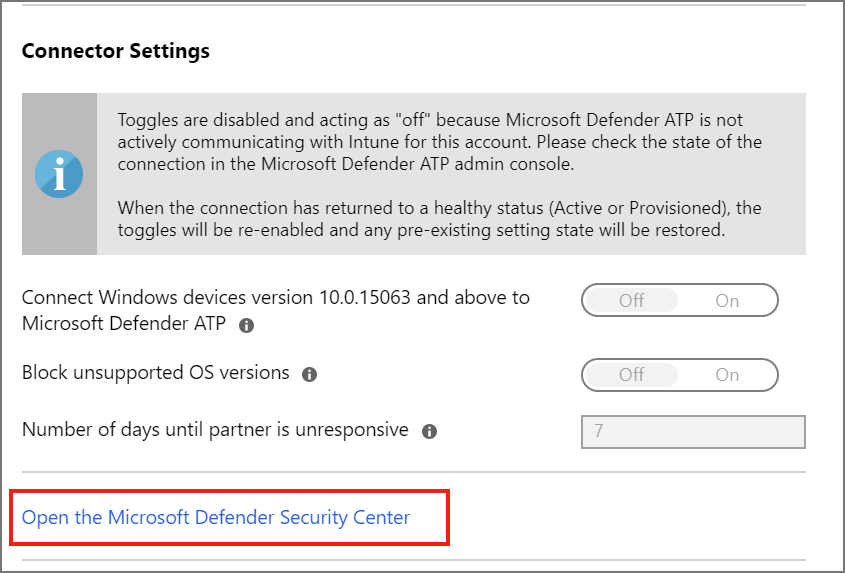 Connector Settings
Toggles are disabled and acting as "off" because Microsoft Defender ATP is not
actively communicating with Intune for this account. Please check the state of the
connection in the Microsoft Defender ATP admin console.
When the connection has returned to a healthy status (Active or Provisioned), the
toggles will be re-enabled and any pre-existing setting state will be restored.
Connect Windows devices version 10.0.15063 and above to
Microsoft Defender ATP
Off On
Block unsupported OS versions
Off On
Number of days until partner is unresponsive
7
Open the Microsoft Defender Security Center